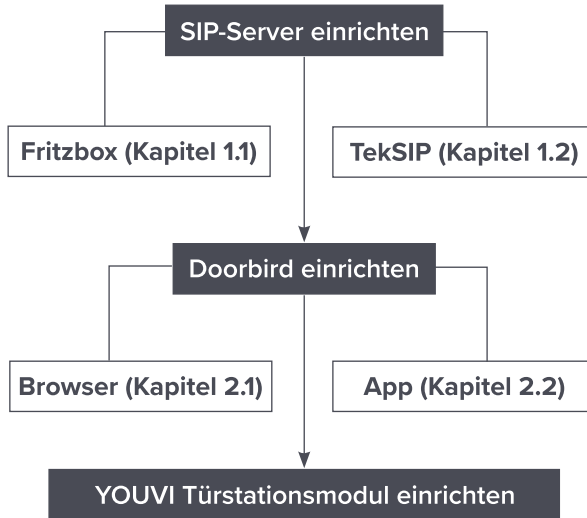 SIP-Server einrichten
Fritzbox (Kapitel 1.1)
TekSIP (Kapitel 1.2)
Doorbird einrichten
Browser (Kapitel 2.1)
App (Kapitel 2.2)
YOUVI Türstationsmodul einrichten